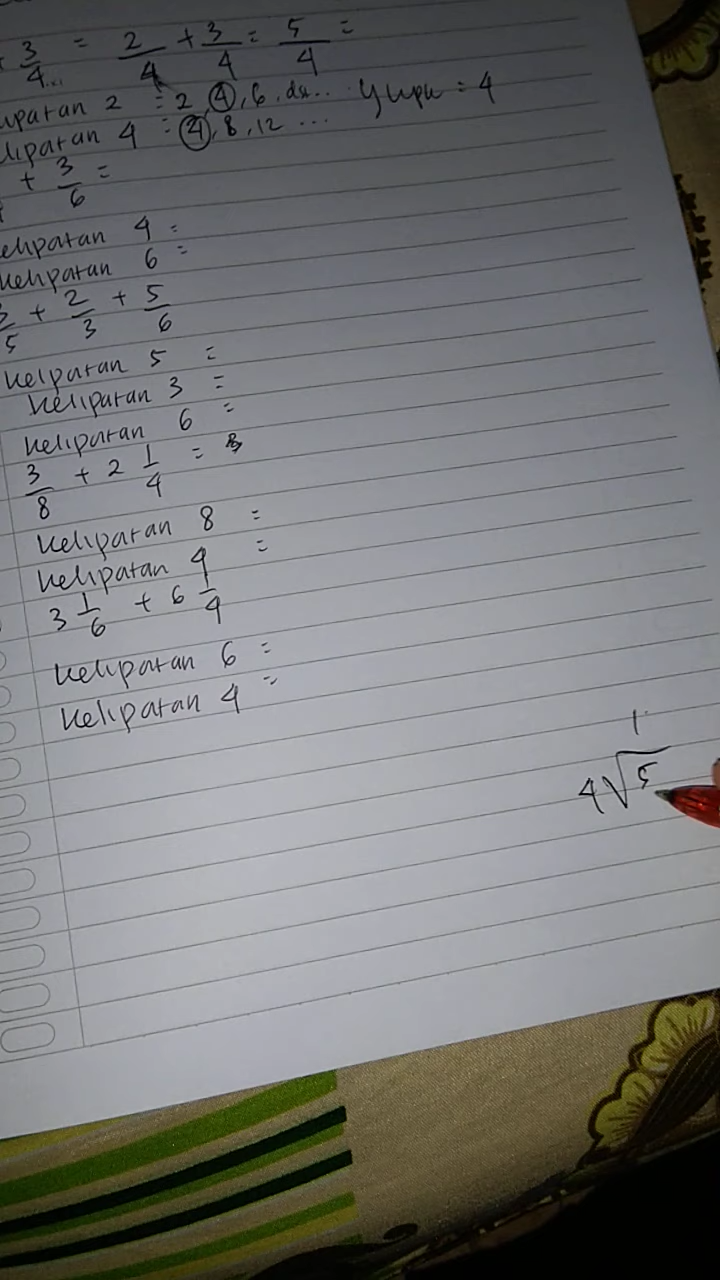 + 3/4... = 2/4 + 3/4 = 5/4 =
lipatan 2 = 2, 4, 6, dst.. = 4
lipatan 4 = 4, 8, 12 ...
+ 3/6 =
kelipatan 4 =
kelipatan 6 =
3/5 + 2/3 + 5/6
kelipatan 5 =
kelipatan 3 =
kelipatan 6 =
3/8 + 2 1/4 =
kelipatan 8 =
kelipatan 4 =
3 1/6 + 6 1/4
kelipatan 6 =
kelipatan 4 =
1
4√5